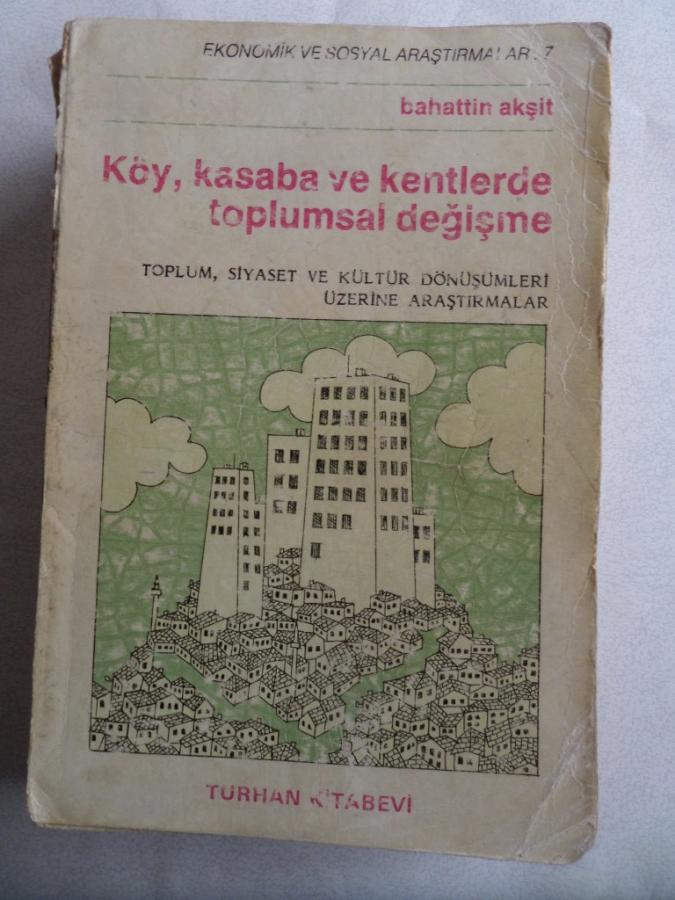 EKONOMİK VE SOSYAL ARAŞTIRMALAR : 7
bahattin akşit
Köy, kasaba ve kentlerde
toplumsal değişme
TOPLUM, SİYASET VE KÜLTÜR DÖNÜŞÜMLERİ
ÜZERİNE ARAŞTIRMALAR
TURHAN KİTABEVİ